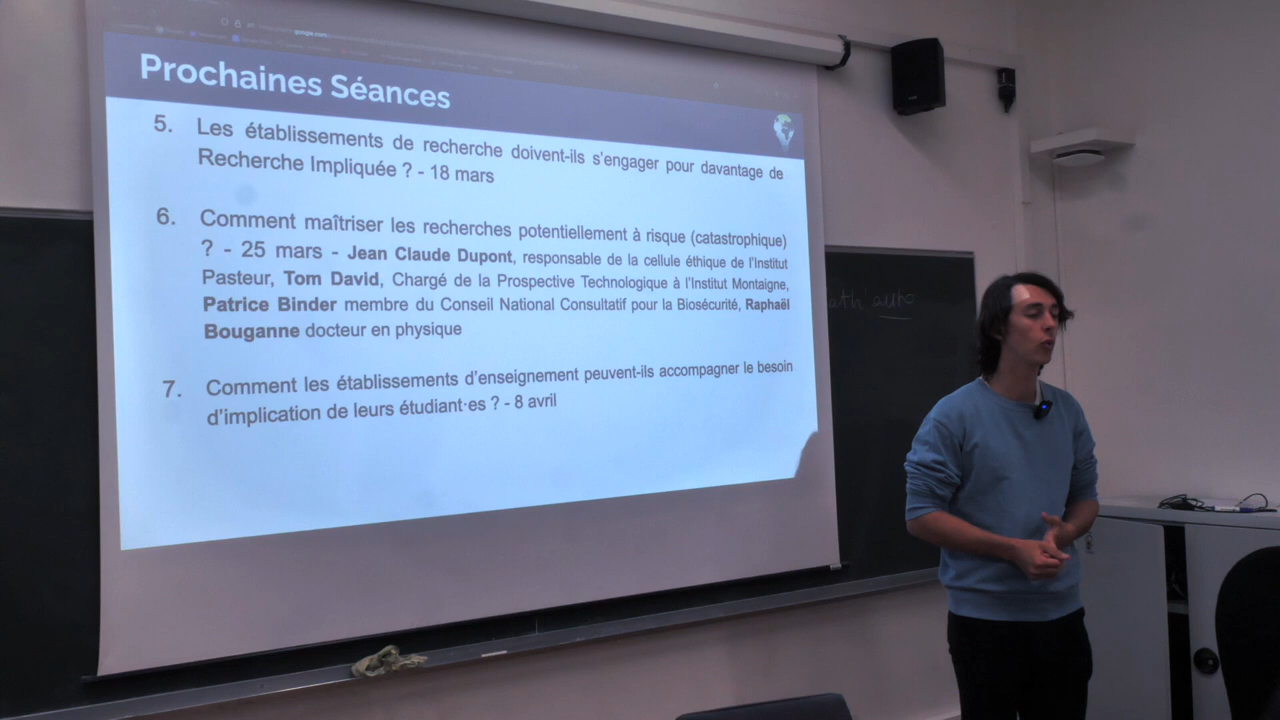 google.com
Prochaines Séances
5. Les établissements de recherche doivent-ils s'engager pour davantage de
Recherche Impliquée ? - 18 mars
6. Comment maîtriser les recherches potentiellement à risque (catastrophique)
? - 25 mars - Jean Claude Dupont, responsable de la cellule éthique de l'Institut
Pasteur, Tom David, Chargé de la Prospective Technologique à l'Institut Montaigne,
Patrice Binder membre du Conseil National Consultatif pour la Biosécurité, Raphaël
Bouganne docteur en physique
7. Comment les établissements d'enseignement peuvent-ils accompagner le besoin
d'implication de leurs étudiant·es ? - 8 avril